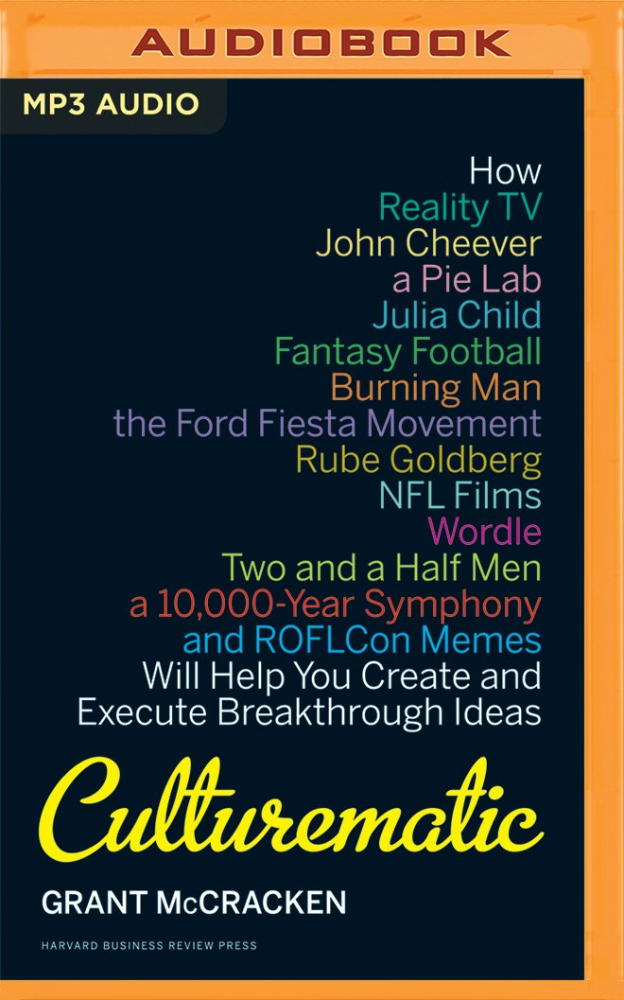 AUDIOBOOK
MP3 AUDIO
How
Reality TV
John Cheever
a Pie Lab
Julia Child
Fantasy Football
Burning Man
the Ford Fiesta Movement
Rube Goldberg
NFL Films
Wordle
Two and a Half Men
a 10,000-Year Symphony
and ROFLCon Memes
Will Help You Create and
Execute Breakthrough Ideas
Culturematic
GRANT McCRACKEN
HARVARD BUSINESS REVIEW PRESS